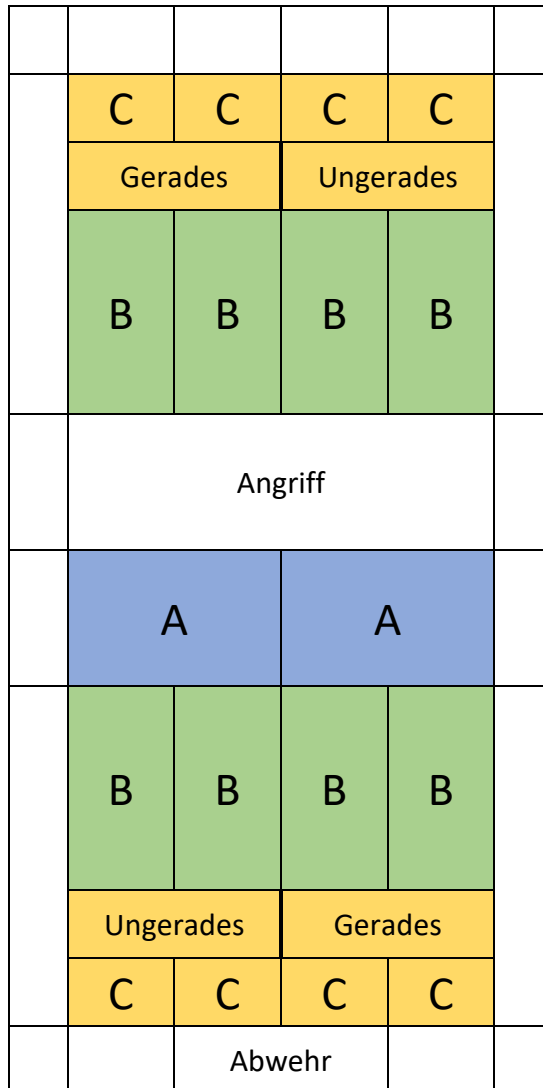 C C C C
Gerades Ungerades
B B B B
Angriff
A A
B B B B
Ungerades Gerades
C C C C
Abwehr